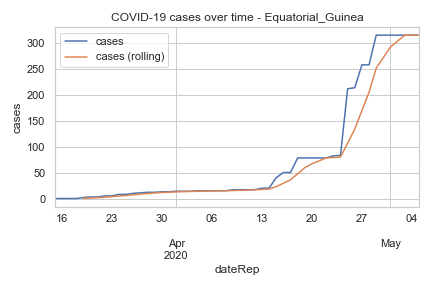 COVID-19 cases over time - Equatorial_Guinea
cases
cases (rolling)
300
250
200
150
100
50
0
cases
16 23 30 06 13 20 27 04
Apr May
2020
dateRep